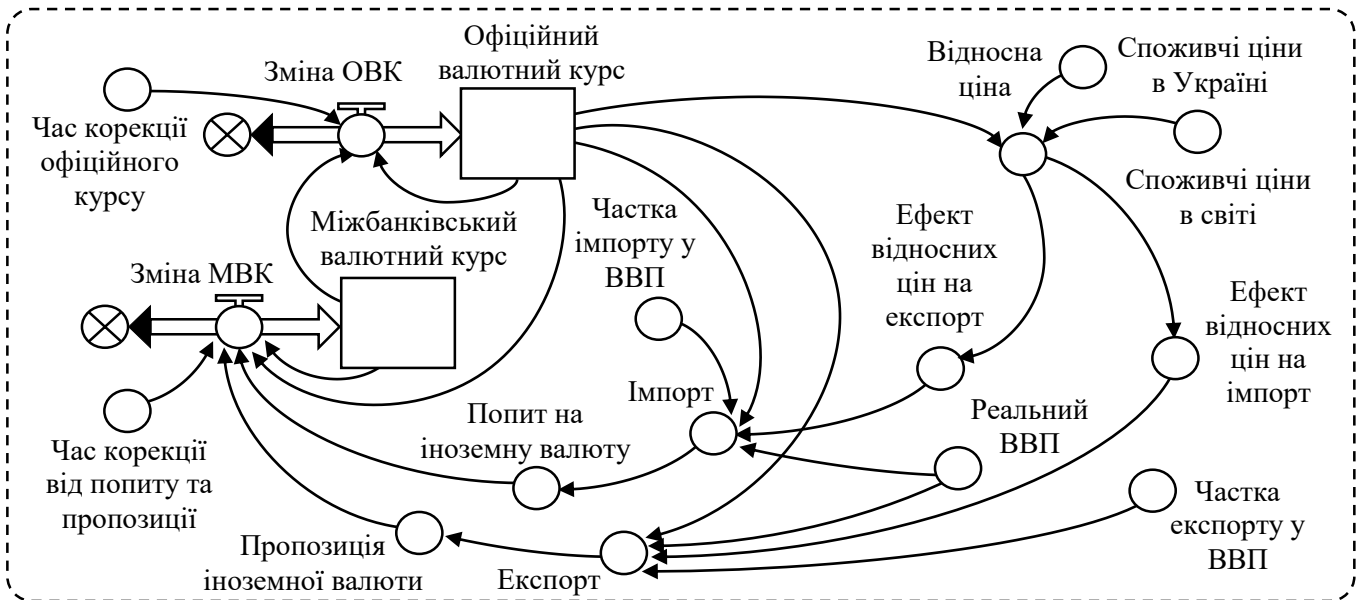 Офіційний
валютний курс
Зміна ОВК
Відносна
ціна
Споживчі ціни
в Україні
Час корекції
офіційного
курсу
Споживчі ціни
в світі
Міжбанківський
валютний курс
Частка
імпорту у
ВВП
Ефект
відносних
цін на
експорт
Зміна МВК
Ефект
відносних
цін на
імпорт
Імпорт
Попит на
іноземну валюту
Реальний
ВВП
Час корекції
від попиту та
пропозиції
Частка
експорту у
ВВП
Пропозиція
іноземної валюти
Експорт